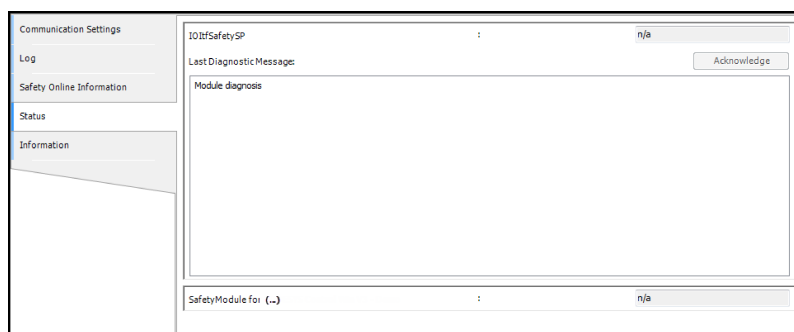 Communication Settings
Log
Safety Online Information
Status
Information
IOItfSafetySP : n/a
Last Diagnostic Message:
Acknowledge
Module diagnosis
SafetyModule for (...) : n/a